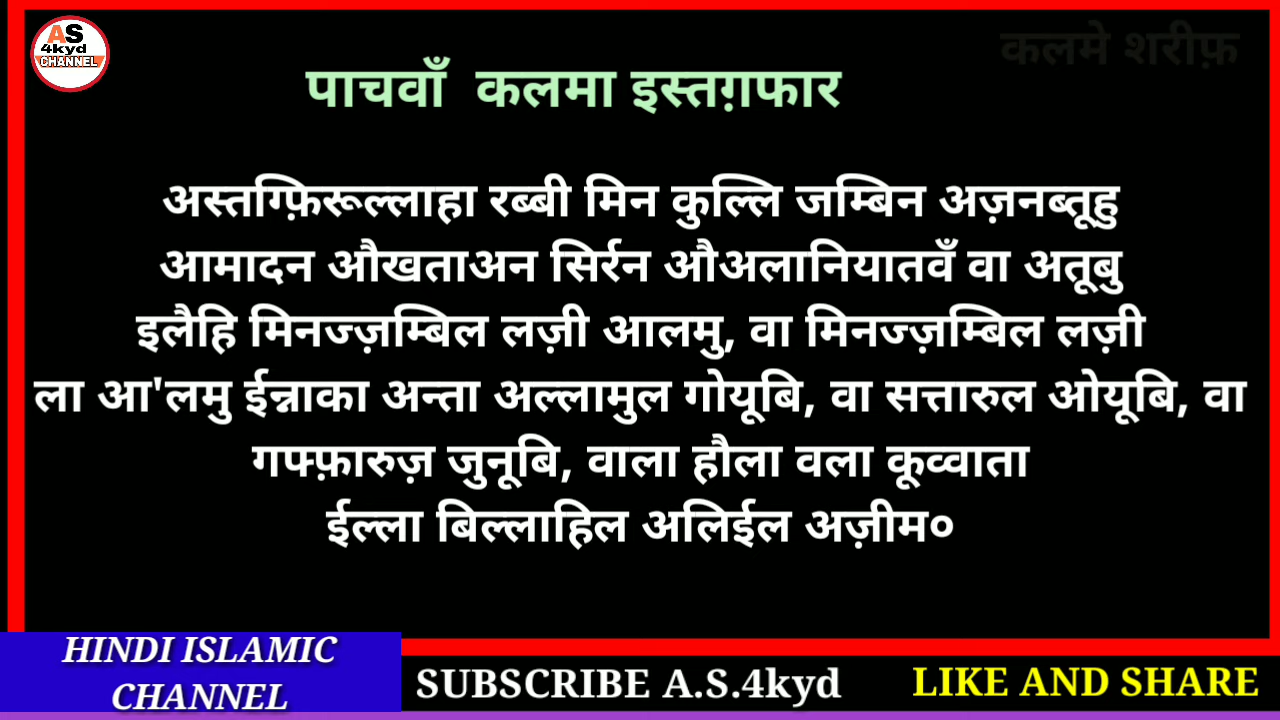 AS
4kyd
CHANNEL
कलमे शरीफ़
पाचवाँ कलमा इस्तग़फार
अस्तग्फ़िरूल्लाहा रब्बी मिन कुल्लि जम्बिन अज़नब्तूहु
आमादन औखताअन सिर्रन औअलानियातवँ वा अतूबु
इलैहि मिनज्ज़म्बिल लज़ी आलमु, वा मिनज्ज़म्बिल लज़ी
ला आ'लमु ईन्नाका अन्ता अल्लामुल गोयूबि, वा सत्तारुल ओयूबि, वा
गफ्फ़ारुज़ जुनूबि, वाला हौला वला कूव्वाता
ईल्ला बिल्लाहिल अलिईल अज़ीम०
HINDI ISLAMIC
CHANNEL
SUBSCRIBE A.S.4kyd
LIKE AND SHARE